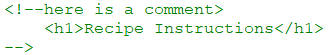 <!--here is a comment>
<h1>Recipe Instructions</h1>
-->